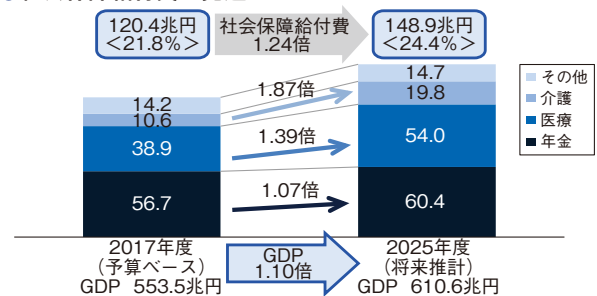 120.4兆円
<21.8%>
社会保障給付費
1.24倍
148.9兆円
<24.4%>
14.2
10.6
38.9
56.7
1.87倍
1.39倍
1.07倍
14.7
19.8
54.0
60.4
その他
介護
医療
年金
2017年度
(予算ベース)
GDP 553.5兆円
GDP
1.10倍
2025年度
(将来推計)
GDP 610.6兆円